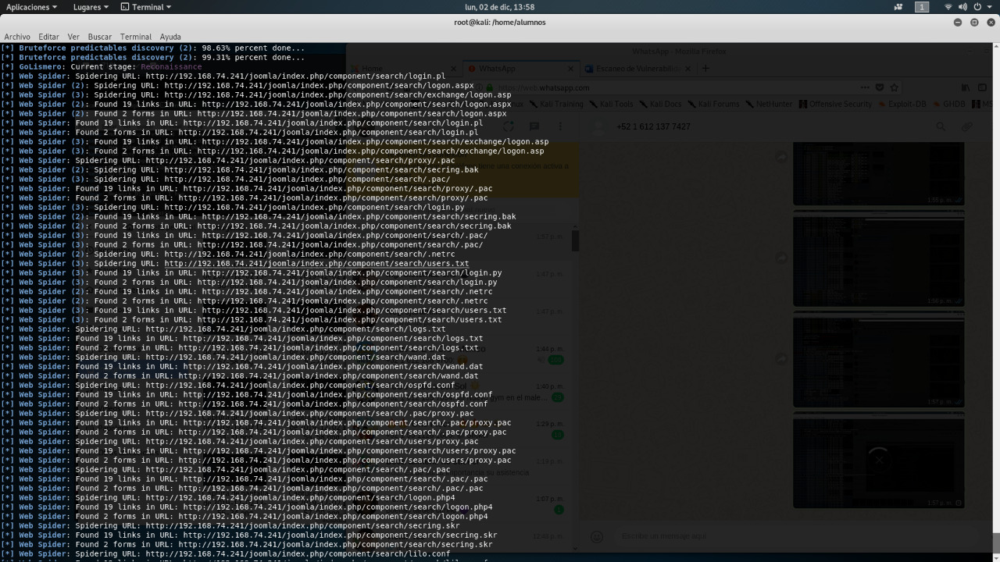 Aplicaciones ▾ Lugares ▾ Terminal ▾ lun, 02 de dic, 13:58 1
root@kali: /home/alumnos
Archivo Editar Ver Buscar Terminal Ayuda
[*] Bruteforce predictables discovery (2): 98.63% percent done...
[*] Bruteforce predictables discovery (2): 99.31% percent done...
[*] GoLismero: Current stage: Reconaissance
[*] Web Spider: Spidering URL: http://192.168.74.241/joomla/index.php/component/search/login.pl
[*] Web Spider (2): Spidering URL: http://192.168.74.241/joomla/index.php/component/search/logon.aspx
[*] Web Spider (3): Spidering URL: http://192.168.74.241/joomla/index.php/component/search/exchange/logon.asp
[*] Web Spider (2): Found 19 links in URL: http://192.168.74.241/joomla/index.php/component/search/logon.aspx
[*] Web Spider (2): Found 2 forms in URL: http://192.168.74.241/joomla/index.php/component/search/logon.aspx
[*] Web Spider: Found 19 links in URL: http://192.168.74.241/joomla/index.php/component/search/login.pl
[*] Web Spider: Found 2 forms in URL: http://192.168.74.241/joomla/index.php/component/search/login.pl
[*] Web Spider (3): Found 19 links in URL: http://192.168.74.241/joomla/index.php/component/search/exchange/logon.asp
[*] Web Spider (3): Found 2 forms in URL: http://192.168.74.241/joomla/index.php/component/search/exchange/logon.asp
[*] Web Spider: Spidering URL: http://192.168.74.241/joomla/index.php/component/search/proxy/.pac
[*] Web Spider (2): Spidering URL: http://192.168.74.241/joomla/index.php/component/search/secring.bak
[*] Web Spider (3): Spidering URL: http://192.168.74.241/joomla/index.php/component/search/.pac/
[*] Web Spider: Found 19 links in URL: http://192.168.74.241/joomla/index.php/component/search/proxy/.pac
[*] Web Spider: Found 2 forms in URL: http://192.168.74.241/joomla/index.php/component/search/proxy/.pac
[*] Web Spider (3): Spidering URL: http://192.168.74.241/joomla/index.php/component/search/login.py
[*] Web Spider (2): Found 19 links in URL: http://192.168.74.241/joomla/index.php/component/search/secring.bak
[*] Web Spider (2): Found 2 forms in URL: http://192.168.74.241/joomla/index.php/component/search/secring.bak
[*] Web Spider (3): Found 19 links in URL: http://192.168.74.241/joomla/index.php/component/search/.pac/
[*] Web Spider (3): Found 2 forms in URL: http://192.168.74.241/joomla/index.php/component/search/.pac/
[*] Web Spider (2): Spidering URL: http://192.168.74.241/joomla/index.php/component/search/.netrc
[*] Web Spider (3): Spidering URL: http://192.168.74.241/joomla/index.php/component/search/users.txt
[*] Web Spider (3): Found 19 links in URL: http://192.168.74.241/joomla/index.php/component/search/login.py
[*] Web Spider (3): Found 2 forms in URL: http://192.168.74.241/joomla/index.php/component/search/login.py
[*] Web Spider (2): Found 19 links in URL: http://192.168.74.241/joomla/index.php/component/search/.netrc
[*] Web Spider (2): Found 2 forms in URL: http://192.168.74.241/joomla/index.php/component/search/.netrc
[*] Web Spider (3): Found 19 links in URL: http://192.168.74.241/joomla/index.php/component/search/users.txt
[*] Web Spider (3): Found 2 forms in URL: http://192.168.74.241/joomla/index.php/component/search/users.txt
[*] Web Spider: Spidering URL: http://192.168.74.241/joomla/index.php/component/search/logs.txt
[*] Web Spider: Found 19 links in URL: http://192.168.74.241/joomla/index.php/component/search/logs.txt
[*] Web Spider: Found 2 forms in URL: http://192.168.74.241/joomla/index.php/component/search/logs.txt
[*] Web Spider: Spidering URL: http://192.168.74.241/joomla/index.php/component/search/wand.dat
[*] Web Spider: Found 19 links in URL: http://192.168.74.241/joomla/index.php/component/search/wand.dat
[*] Web Spider: Found 2 forms in URL: http://192.168.74.241/joomla/index.php/component/search/wand.dat
[*] Web Spider: Spidering URL: http://192.168.74.241/joomla/index.php/component/search/ospfd.conf
[*] Web Spider: Found 19 links in URL: http://192.168.74.241/joomla/index.php/component/search/ospfd.conf
[*] Web Spider: Found 2 forms in URL: http://192.168.74.241/joomla/index.php/component/search/ospfd.conf
[*] Web Spider: Spidering URL: http://192.168.74.241/joomla/index.php/component/search/.pac/proxy.pac
[*] Web Spider: Found 19 links in URL: http://192.168.74.241/joomla/index.php/component/search/.pac/proxy.pac
[*] Web Spider: Found 2 forms in URL: http://192.168.74.241/joomla/index.php/component/search/.pac/proxy.pac
[*] Web Spider: Spidering URL: http://192.168.74.241/joomla/index.php/component/search/users/proxy.pac
[*] Web Spider: Found 19 links in URL: http://192.168.74.241/joomla/index.php/component/search/users/proxy.pac
[*] Web Spider: Found 2 forms in URL: http://192.168.74.241/joomla/index.php/component/search/users/proxy.pac
[*] Web Spider: Spidering URL: http://192.168.74.241/joomla/index.php/component/search/.pac/.pac
[*] Web Spider: Found 19 links in URL: http://192.168.74.241/joomla/index.php/component/search/.pac/.pac
[*] Web Spider: Found 2 forms in URL: http://192.168.74.241/joomla/index.php/component/search/.pac/.pac
[*] Web Spider: Spidering URL: http://192.168.74.241/joomla/index.php/component/search/logon.php4
[*] Web Spider: Found 19 links in URL: http://192.168.74.241/joomla/index.php/component/search/logon.php4
[*] Web Spider: Found 2 forms in URL: http://192.168.74.241/joomla/index.php/component/search/logon.php4
[*] Web Spider: Spidering URL: http://192.168.74.241/joomla/index.php/component/search/secring.skr
[*] Web Spider: Found 19 links in URL: http://192.168.74.241/joomla/index.php/component/search/secring.skr
[*] Web Spider: Found 2 forms in URL: http://192.168.74.241/joomla/index.php/component/search/secring.skr
[*] Web Spider: Spidering URL: http://192.168.74.241/joomla/index.php/component/search/lilo.conf
WhatsApp - Mozilla Firefox
Home
WhatsApp
Escaneo de Vulnerabilid
https://web.whatsapp.com
Kali Training Kali Tools Kali Docs Kali Forums NetHunter Offensive Security Exploit-DB GHDB
+52 1 612 137 7427
tiene una conexión activa a
1:57 p. m.
1:47 p. m.
1:47 p. m.
1:44 p. m.
1:40 p. m.
gym en el male...
1:29 p. m.
su asistencia
1:07 p. m.
1
1:55 p. m.
1:56 p. m.
1:57 p. m.
1:57 p. m.
Escribir un mensaje aquí